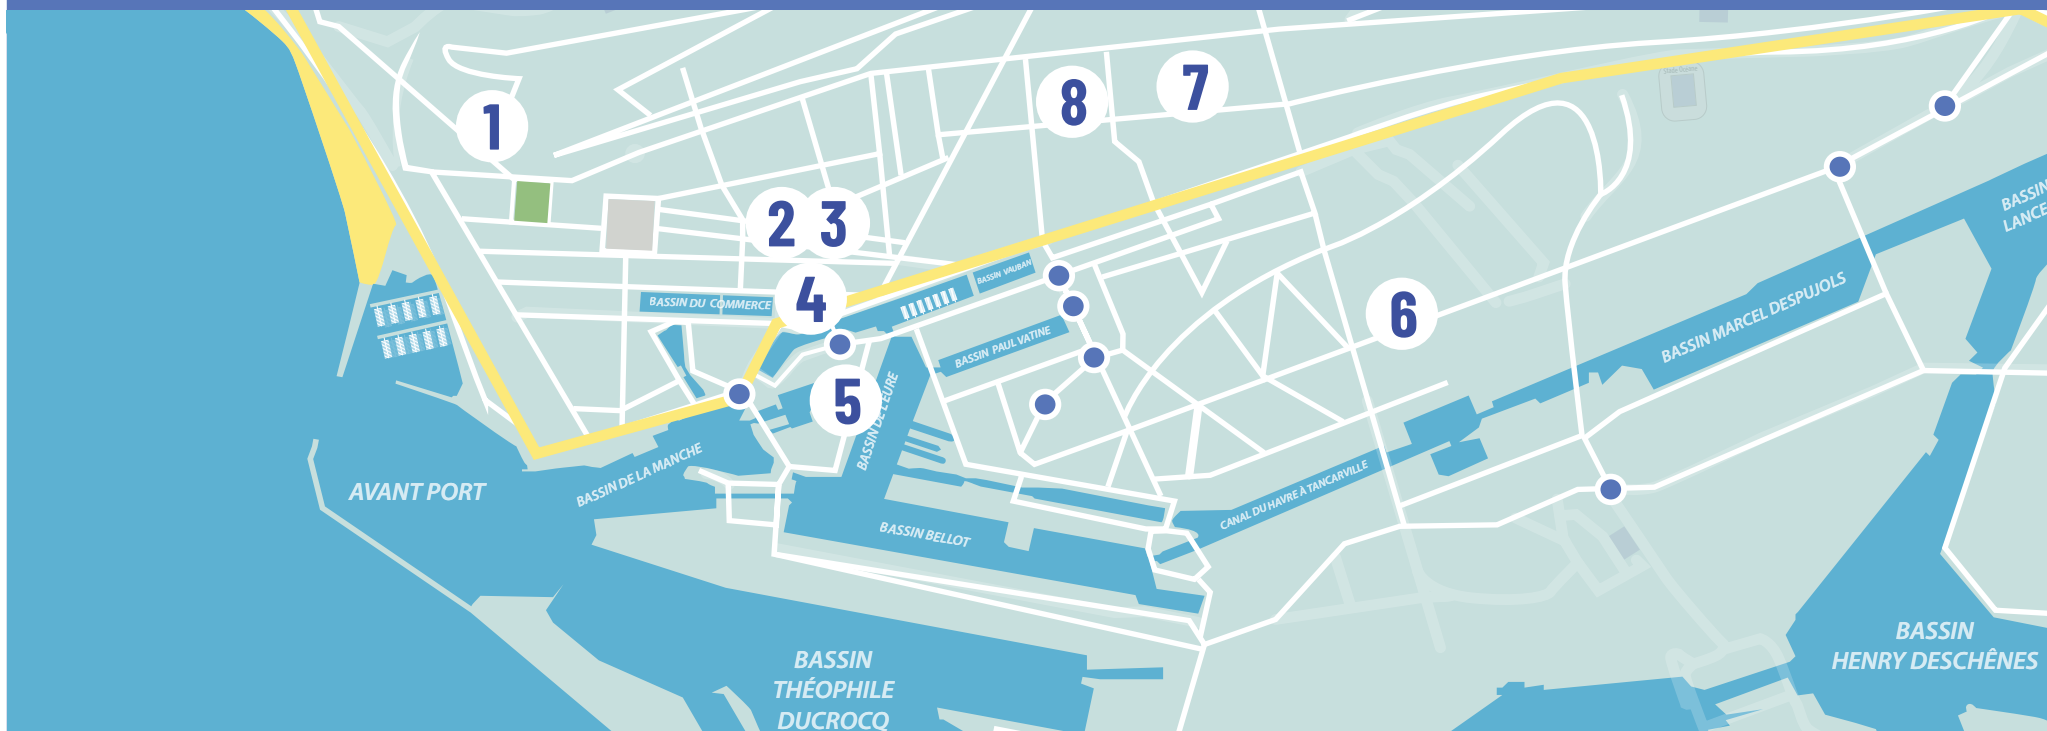 Stade Océane
8
7
1
BASSIN
LANCE
2
3
BASSIN VAUBAN
4
BASSIN DU COMMERCE
6
BASSIN MARCEL DESPUJOLS
BASSIN PAUL VATINE
5
BASSIN DE L'EURE
BASSIN DE LA MANCHE
AVANT PORT
CANAL DU HAVRE À TANCARVILLE
BASSIN BELLOT
BASSIN
HENRY DESCHÊNES
BASSIN
THÉOPHILE
DUCROCQ